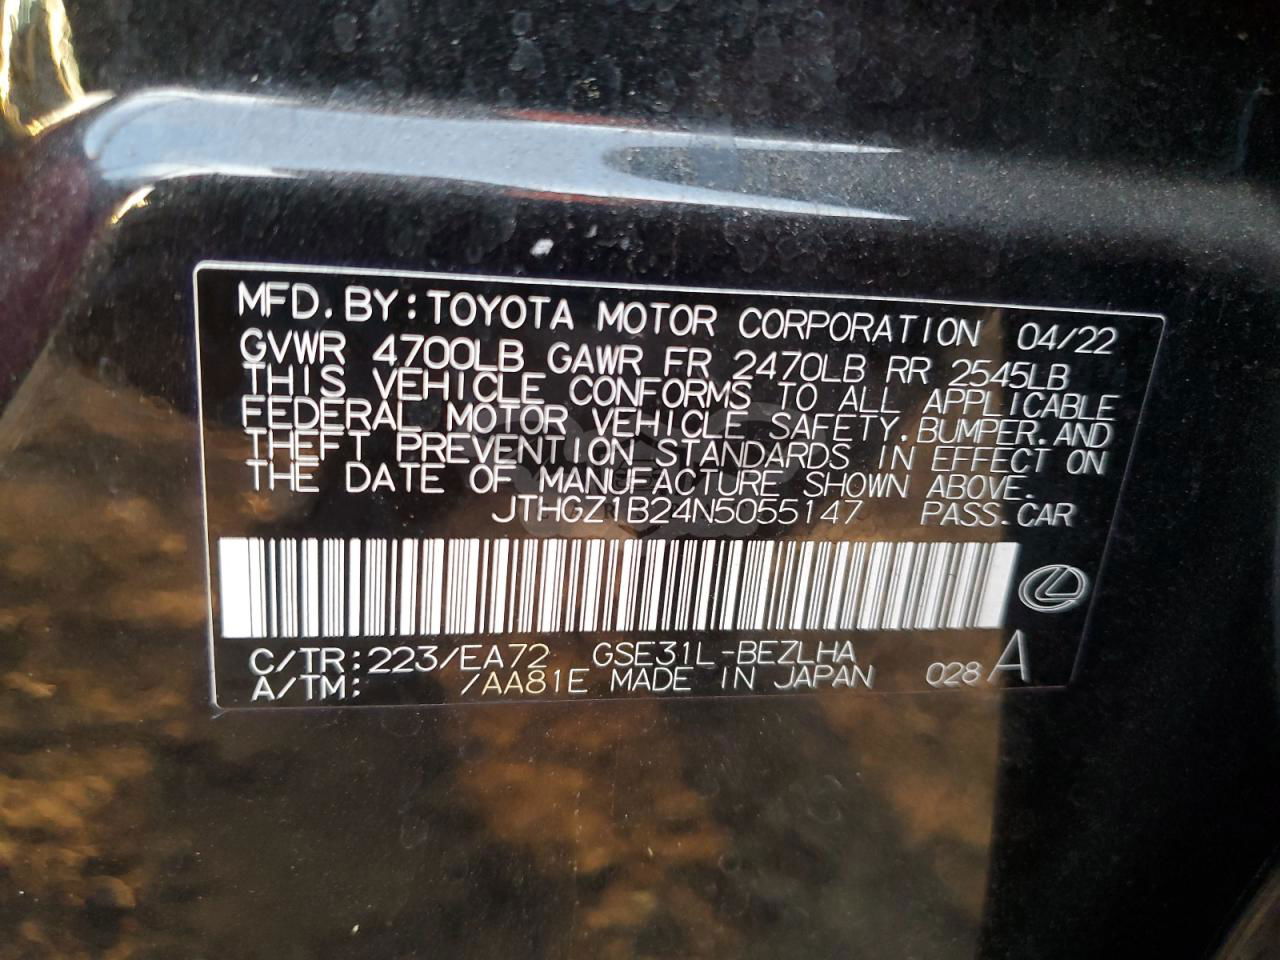 MFD. BY: TOYOTA MOTOR CORPORATION 04/22
GVWR 4700LB GAWR FR 2470LB RR 2545LB
THIS VEHICLE CONFORMS TO ALL APPLICABLE
FEDERAL MOTOR VEHICLE SAFETY, BUMPER, AND
THEFT PREVENTION STANDARDS IN EFFECT ON
THE DATE OF MANUFACTURE SHOWN ABOVE.
JTHGZ1B24N5055147 PASS. CAR
C/TR: 223/EA72 GSE31L-BEZLHA
A/TM: /AA81E MADE IN JAPAN 028 A